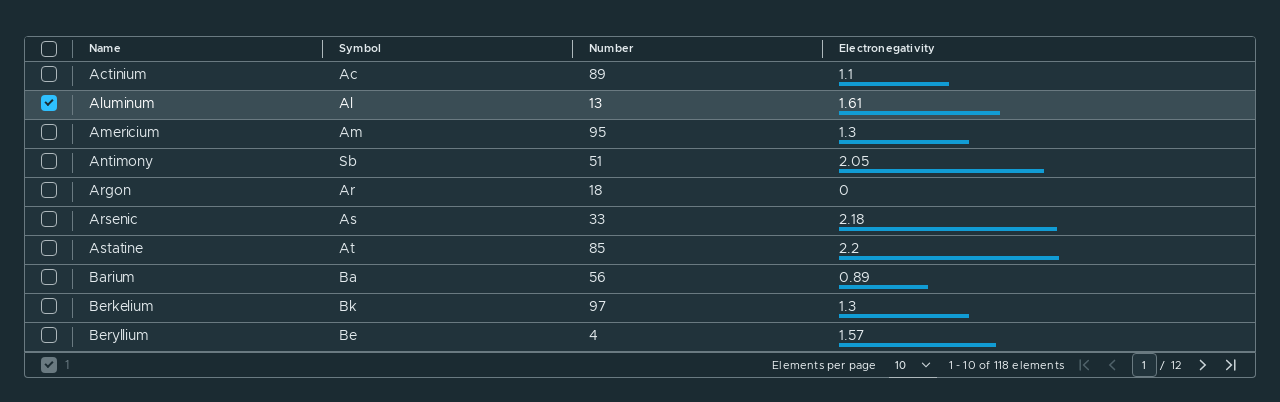 Name Symbol Number Electronegativity
Actinium Ac 89 1.1
Aluminum Al 13 1.61
Americium Am 95 1.3
Antimony Sb 51 2.05
Argon Ar 18 0
Arsenic As 33 2.18
Astatine At 85 2.2
Barium Ba 56 0.89
Berkelium Bk 97 1.3
Beryllium Be 4 1.57
1 Elements per page 10 1 - 10 of 118 elements 1 / 12